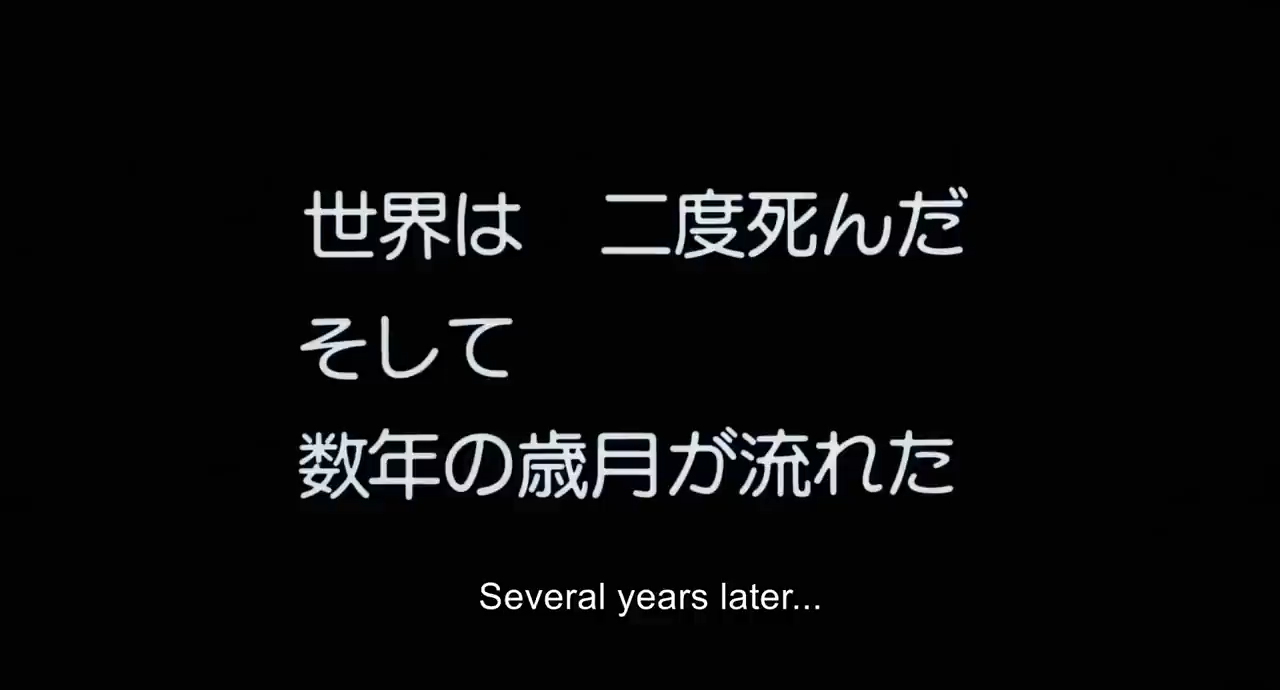 世界は　二度死んだ
そして
数年の歳月が流れた
Several years later...